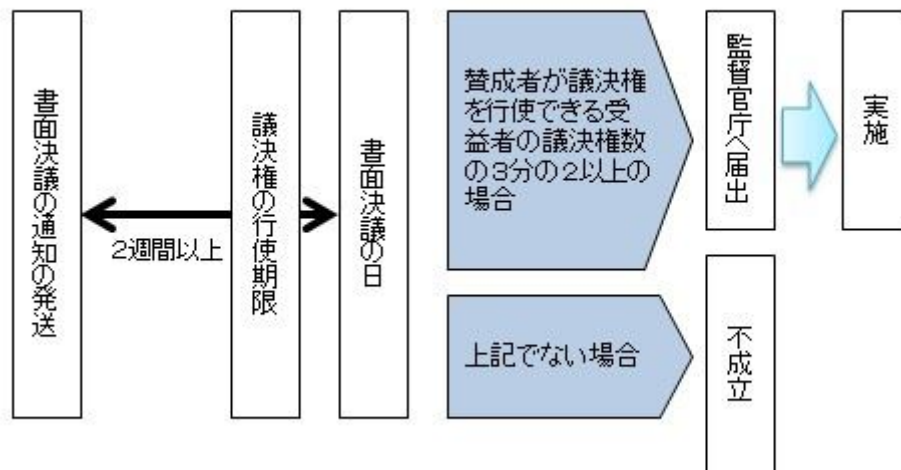 書面決議の通知の発送
2週間以上
議決権の行使期限
書面決議の日
賛成者が議決権
を行使できる受
益者の議決権数
の3分の2以上の
場合
監督官庁へ届出
実施
上記でない場合
不成立